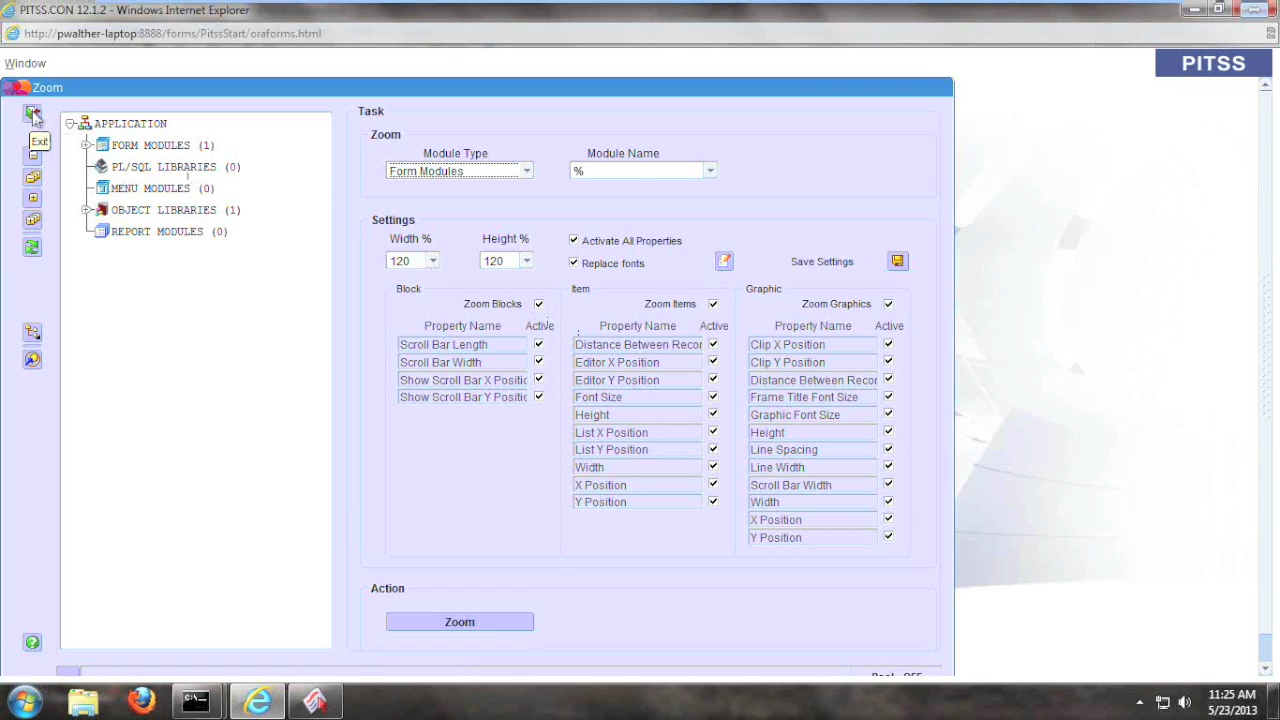 PITSS.CON 12.1.2 - Windows Internet Explorer
http://pwalther-laptop:8888/forms/PitssStart/oraforms.html
Window
PITSS
Zoom
Exit
APPLICATION
FORM MODULES (1)
PL/SQL LIBRARIES (0)
MENU MODULES (0)
OBJECT LIBRARIES (1)
REPORT MODULES (0)
Task
Zoom
Module Type Module Name
Form Modules %
Settings
Width % Height % Activate All Properties
120 120 Replace fonts Save Settings
Block Item Graphic
Zoom Blocks Zoom Items Zoom Graphics
Property Name Active Property Name Active Property Name Active
Scroll Bar Length Distance Between Recor Clip X Position
Scroll Bar Width Editor X Position Clip Y Position
Show Scroll Bar X Positic Editor Y Position Distance Between Recor
Show Scroll Bar Y Positic Font Size Frame Title Font Size
Height Graphic Font Size
List X Position Height
List Y Position Line Spacing
Width Line Width
X Position Scroll Bar Width
Y Position Width
X Position
Y Position
Action
Zoom
11:25 AM
5/23/2013